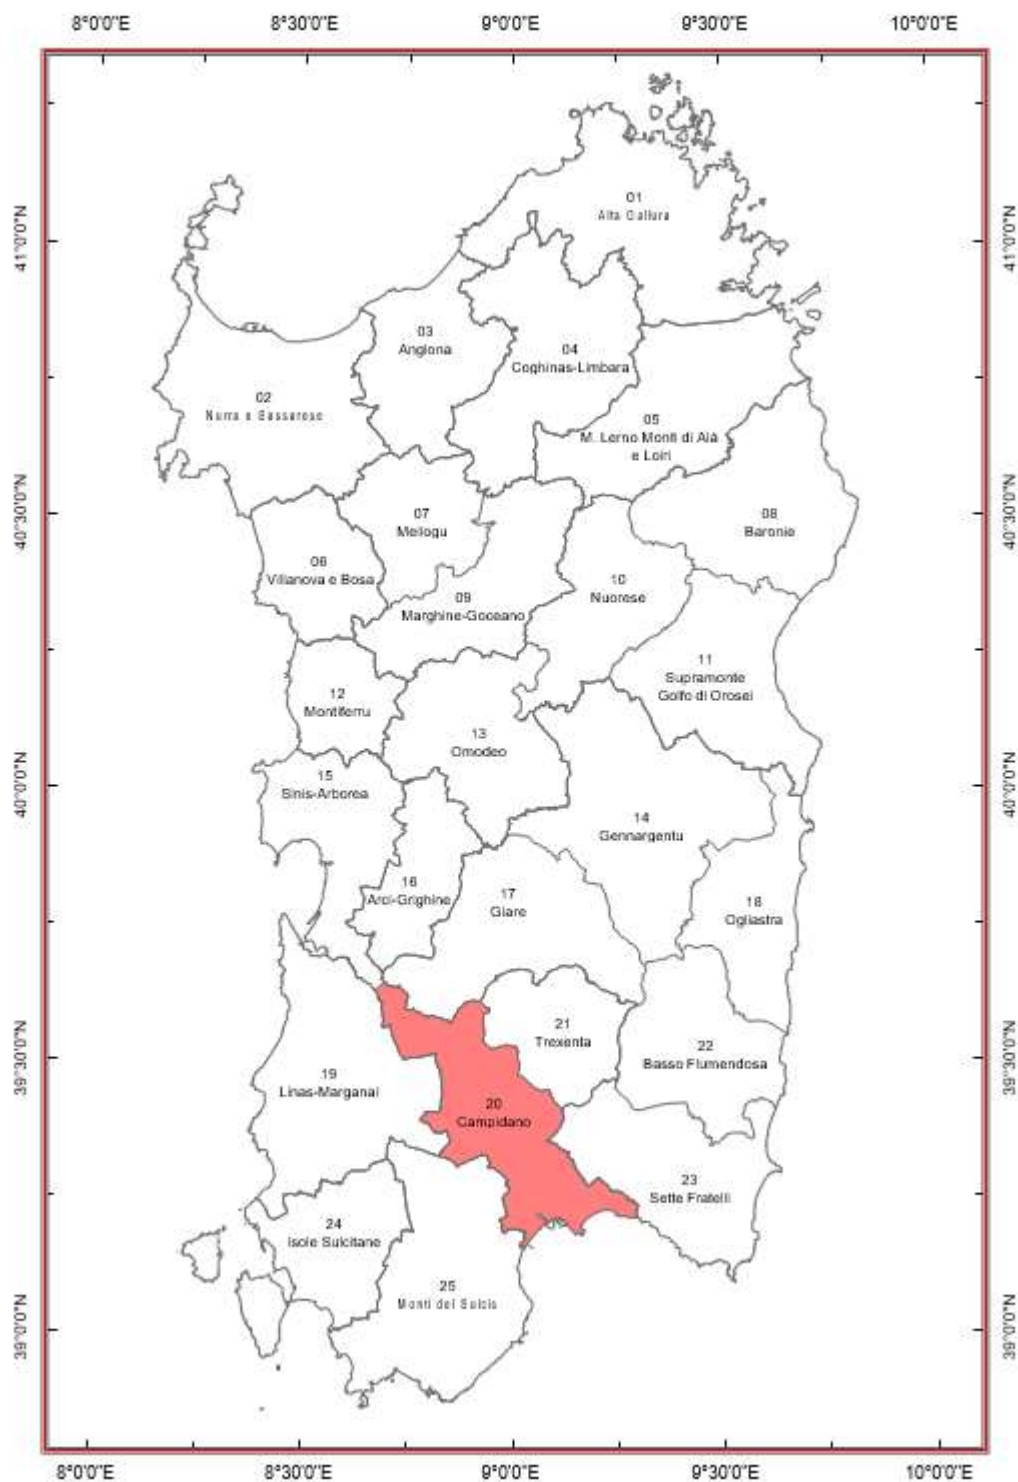 8°0'0"E 8°30'0"E 9°0'0"E 9°30'0"E 10°0'0"E
41°0'0"N
41°0'0"N
40°30'0"N
40°30'0"N
40°0'0"N
40°0'0"N
39°30'0"N
39°30'0"N
39°0'0"N
39°0'0"N
01
Alta Gallura
02
Nurra e Sassarese
03
Anglona
04
Coghinas-Limbara
05
M. Lerno Monti di Alà
e Loiri
06
Villanova e Bosa
07
Meilogu
08
Baronie
09
Marghine-Goceano
10
Nuorese
11
Supramonte
Golfo di Orosei
12
Montiferru
13
Omodeo
14
Gennargentu
15
Sinis-Arborea
16
Arci-Grighine
17
Giare
18
Ogliastra
19
Linas-Marganai
20
Campidano
21
Trexenta
22
Basso Flumendosa
23
Sette Fratelli
24
Isole Sulcitane
25
Monti del Sulcis
8°0'0"E 8°30'0"E 9°0'0"E 9°30'0"E 10°0'0"E